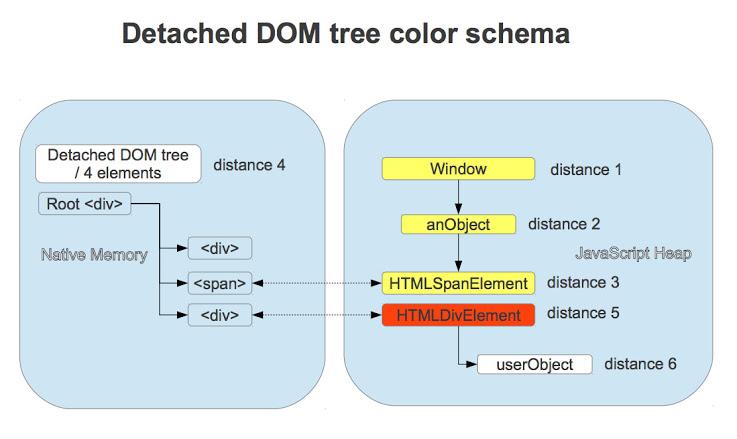 Detached DOM tree color schema
Detached DOM tree
/ 4 elements
distance 4
Root <div>
Native Memory
<div>
<span>
<div>
Window
distance 1
anObject
distance 2
JavaScript Heap
HTMLSpanElement
distance 3
HTMLDivElement
distance 5
userObject
distance 6